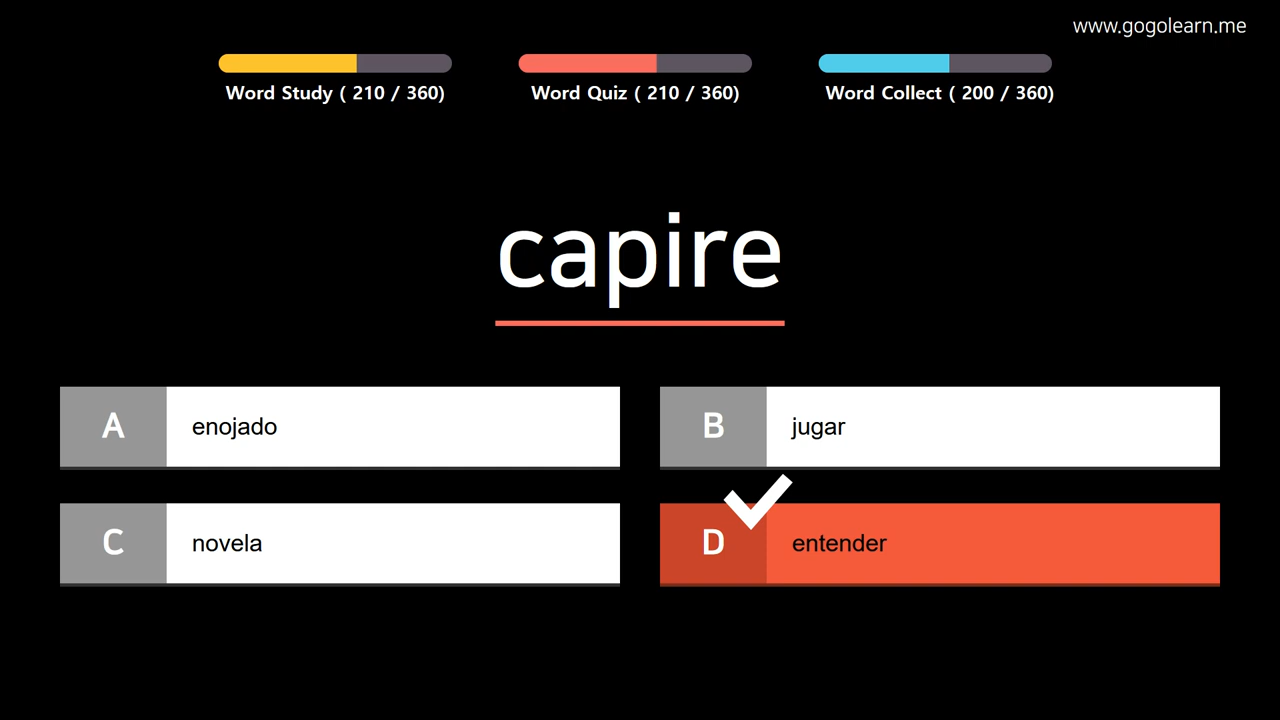 www.gogolearn.me
Word Study ( 210 / 360)
Word Quiz ( 210 / 360)
Word Collect ( 200 / 360)
capire
A enojado
B jugar
C novela
D entender